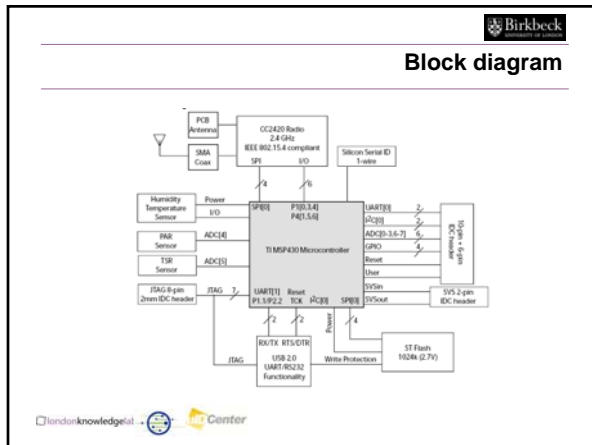 Birkbeck
UNIVERSITY OF LONDON
Block diagram
PCB
Antenna
SMA
Coax
CC2420 Radio
2.4 GHz
IEEE 802.15.4 compliant
SPI I/O
Silicon Serial ID
1-wire
4 6
Humidity
Temperature
Sensor
Power
I/O
SPI[0] P1[0,3,4]
P4[1,5,6]
PAR
Sensor
ADC[4]
TSR
Sensor
ADC[5]
TI MSP430 Microcontroller
UART[0] 2
I²C[0] 2
ADC[0-3,6-7] 6
GPIO 4
Reset
User
10-pin + 6-pin
IDC header
SVSin
SVSout
SVS 2-pin
IDC header
JTAG 8-pin
2mm IDC header
JTAG 7
UART[1] Reset
P1.1/P2.2 TCK I²C[0] SPI[0]
2 2 Power 4
RX/TX RTS/DTR
USB 2.0
UART/RS232
Functionality
JTAG
Write Protection
ST Flash
1024k (2.7V)
londonknowledgelab
Center